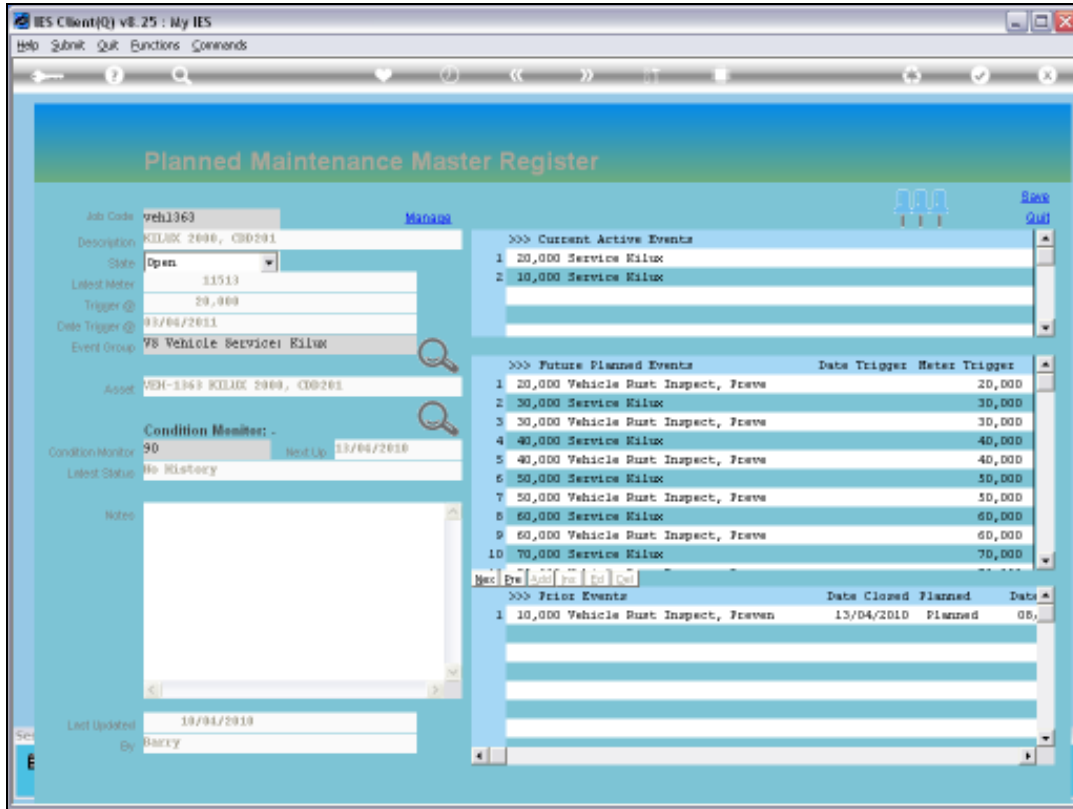 IES Client(Q) v8.25 : My IES
Help Submit Quit Functions Commands
Planned Maintenance Master Register
Save
Quit
Job Code veh1363 Manage
Description KILUX 2000, CDD201
State Open
Latest Meter 11513
Trigger @ 20,000
Date Trigger @ 03/04/2011
Event Group V8 Vehicle Service: Kilux
Asset VEH-1363 KILUX 2000, CDD201
Condition Monitor: -
Condition Monitor 90 Next Up 13/04/2010
Latest Status No History
Notes
Last Updated 10/04/2010
By Barry
>>> Current Active Events
1 20,000 Service Kilux
2 10,000 Service Kilux
>>> Future Planned Events Date Trigger Meter Trigger
1 20,000 Vehicle Rust Inspect, Preve 20,000
2 30,000 Service Kilux 30,000
3 30,000 Vehicle Rust Inspect, Preve 30,000
4 40,000 Service Kilux 40,000
5 40,000 Vehicle Rust Inspect, Preve 40,000
6 50,000 Service Kilux 50,000
7 50,000 Vehicle Rust Inspect, Preve 50,000
8 60,000 Service Kilux 60,000
9 60,000 Vehicle Rust Inspect, Preve 60,000
10 70,000 Service Kilux 70,000
Nex Pre Add Ins Ed Del
>>> Prior Events Date Closed Planned Date
1 10,000 Vehicle Rust Inspect, Preven 13/04/2010 Planned 08,